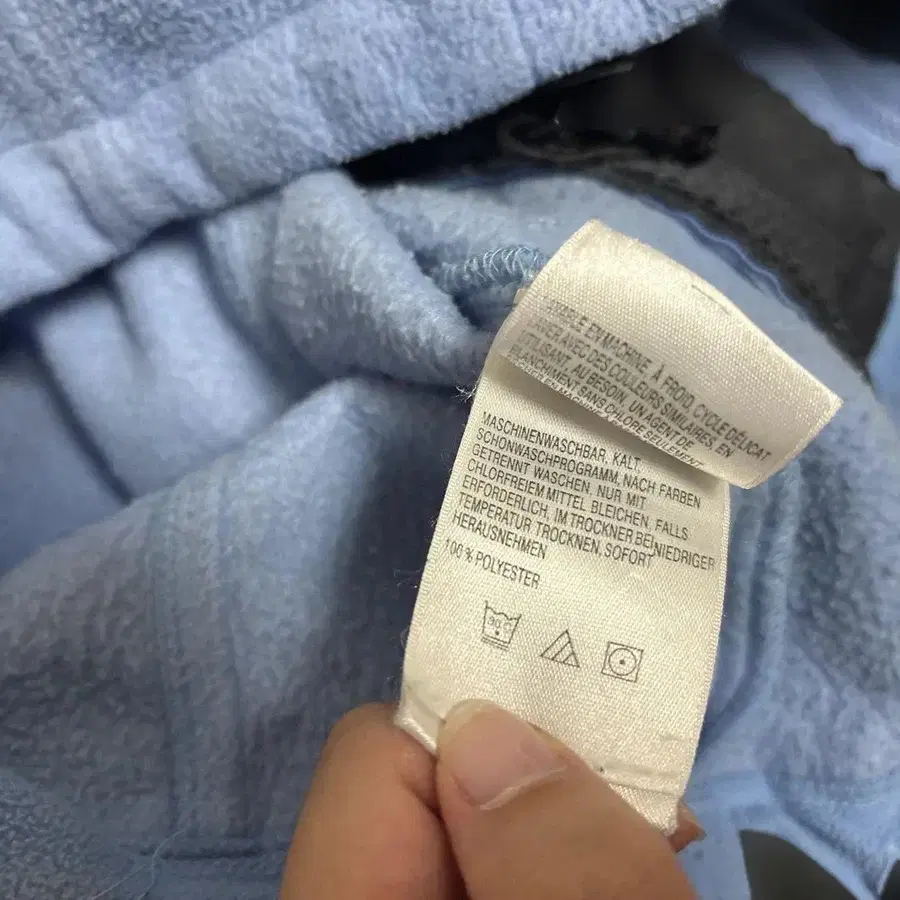 EN MACHINE À FROID, CYCLE DÉLICAT
LAVER AVEC DES COULEURS SIMILAIRES EN
UTILISANT, AU BESOIN, UN AGENT DE
BLANCHIMENT SANS CHLORE SEULEMENT
MASCHINENWASCHBAR, KALT.
SCHONWASCHPROGRAMM, NACH FARBEN
GETRENNT WASCHEN, NUR MIT
CHLORFREIEM MITTEL BLEICHEN, FALLS
ERFORDERLICH, IM TROCKNER BEI NIEDRIGER
TEMPERATUR TROCKNEN, SOFORT
HERAUSNEHMEN
100 % POLYESTER